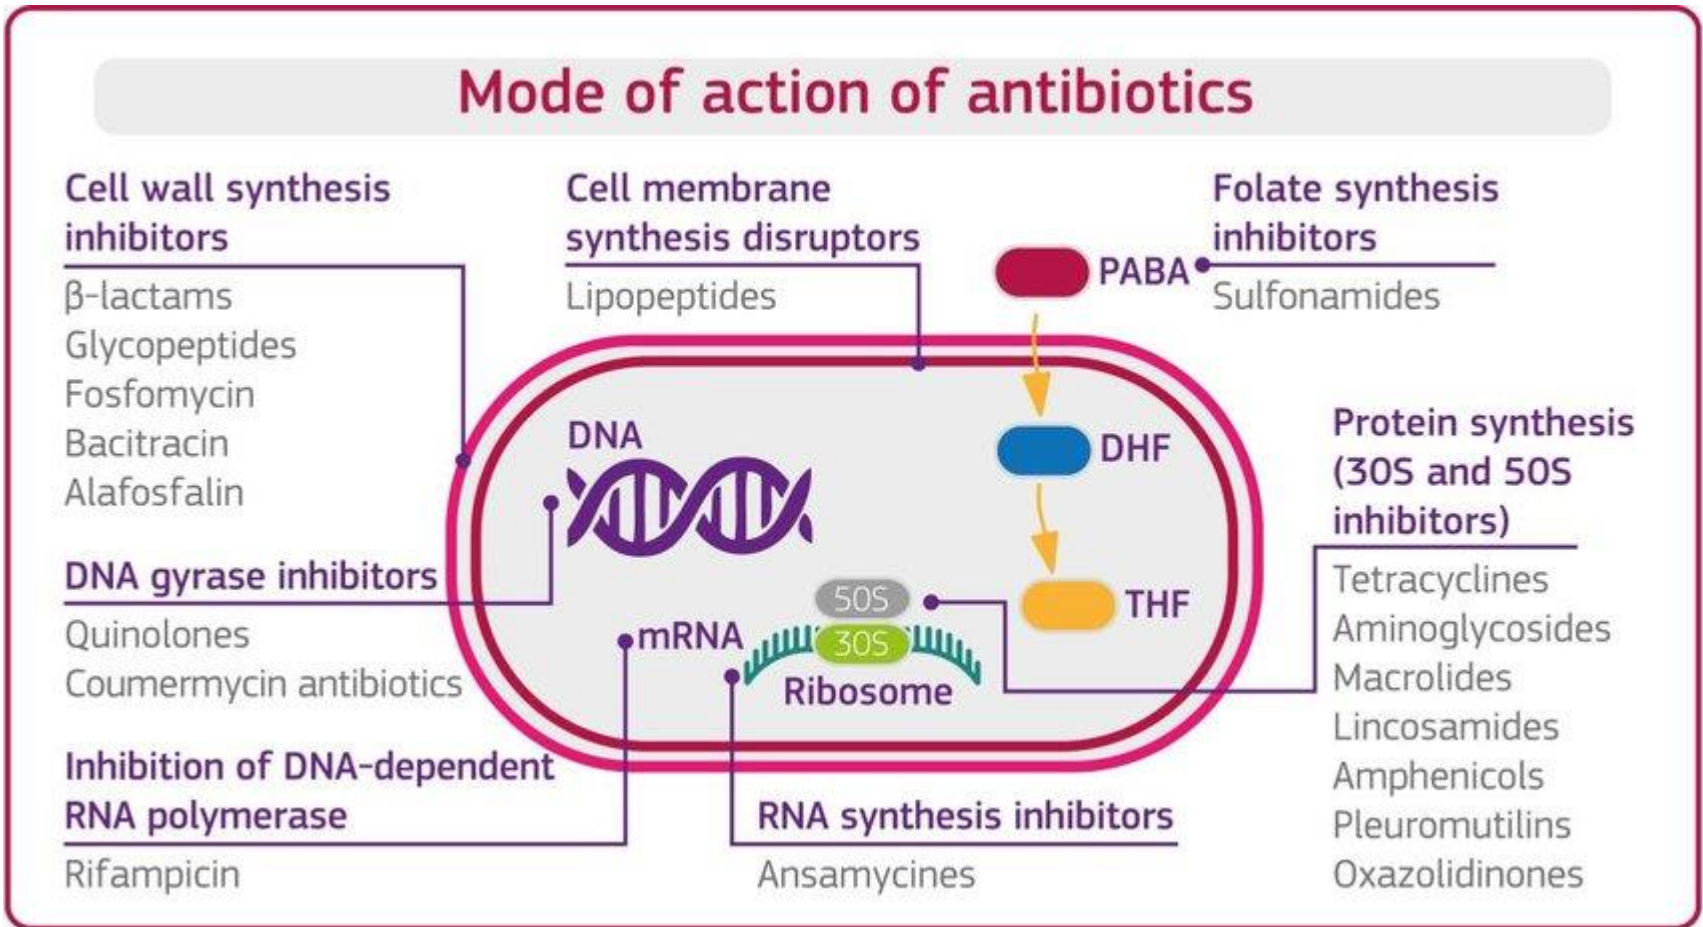 Mode of action of antibiotics
Cell wall synthesis
inhibitors
β-lactams
Glycopeptides
Fosfomycin
Bacitracin
Alafosfalin
DNA gyrase inhibitors
Quinolones
Coumermycin antibiotics
Inhibition of DNA-dependent
RNA polymerase
Rifampicin
Cell membrane
synthesis disruptors
Lipopeptides
DNA
mRNA
50S
30S
Ribosome
RNA synthesis inhibitors
Ansamycines
PABA
DHF
THF
Folate synthesis
inhibitors
Sulfonamides
Protein synthesis
(30S and 50S
inhibitors)
Tetracyclines
Aminoglycosides
Macrolides
Lincosamides
Amphenicols
Pleuromutilins
Oxazolidinones